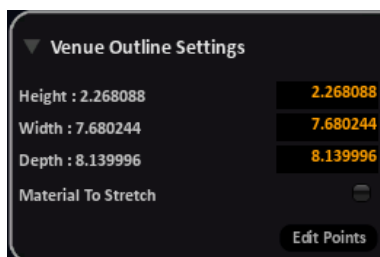 Venue Outline Settings
Height : 2.268088 2.268088
Width : 7.680244 7.680244
Depth : 8.139996 8.139996
Material To Stretch
Edit Points